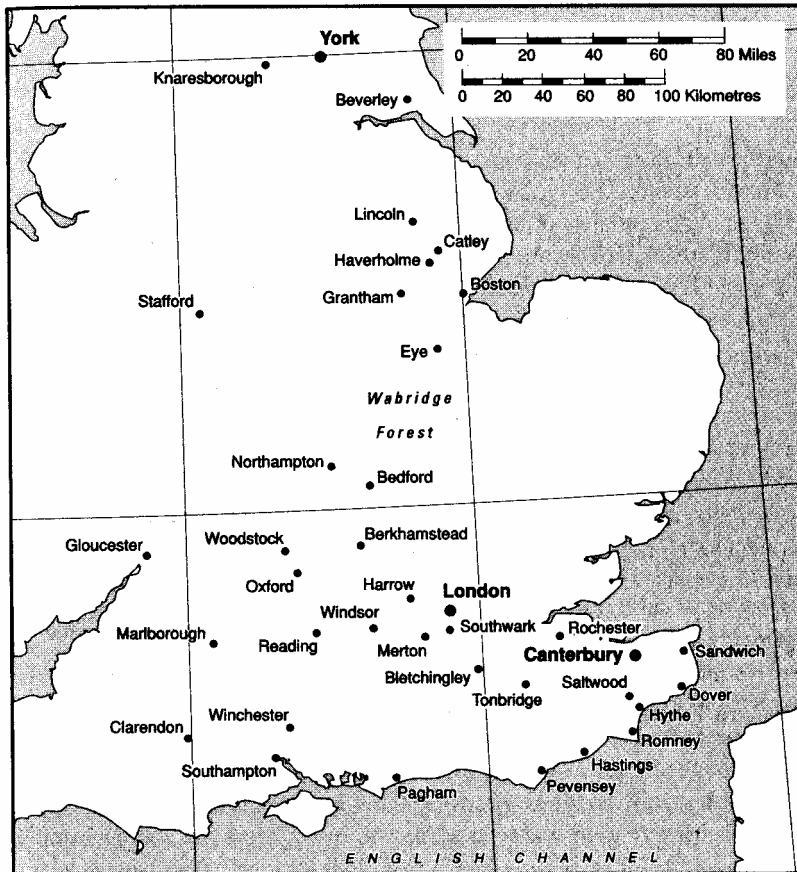 York
Knaresborough
0 20 40 60 80 Miles
0 20 40 60 80 100 Kilometres
Beverley
Lincoln
Catley
Haverholme
Grantham
Boston
Stafford
Eye
Wabridge
Forest
Northampton
Bedford
Gloucester
Woodstock
Berkhamstead
Oxford
Harrow
London
Windsor
Southwark
Rochester
Marlborough
Reading
Merton
Canterbury
Sandwich
Bletchingley
Tonbridge
Saltwood
Dover
Hythe
Clarendon
Winchester
Romney
Southampton
Hastings
Pagham
Pevensey
ENGLISH CHANNEL